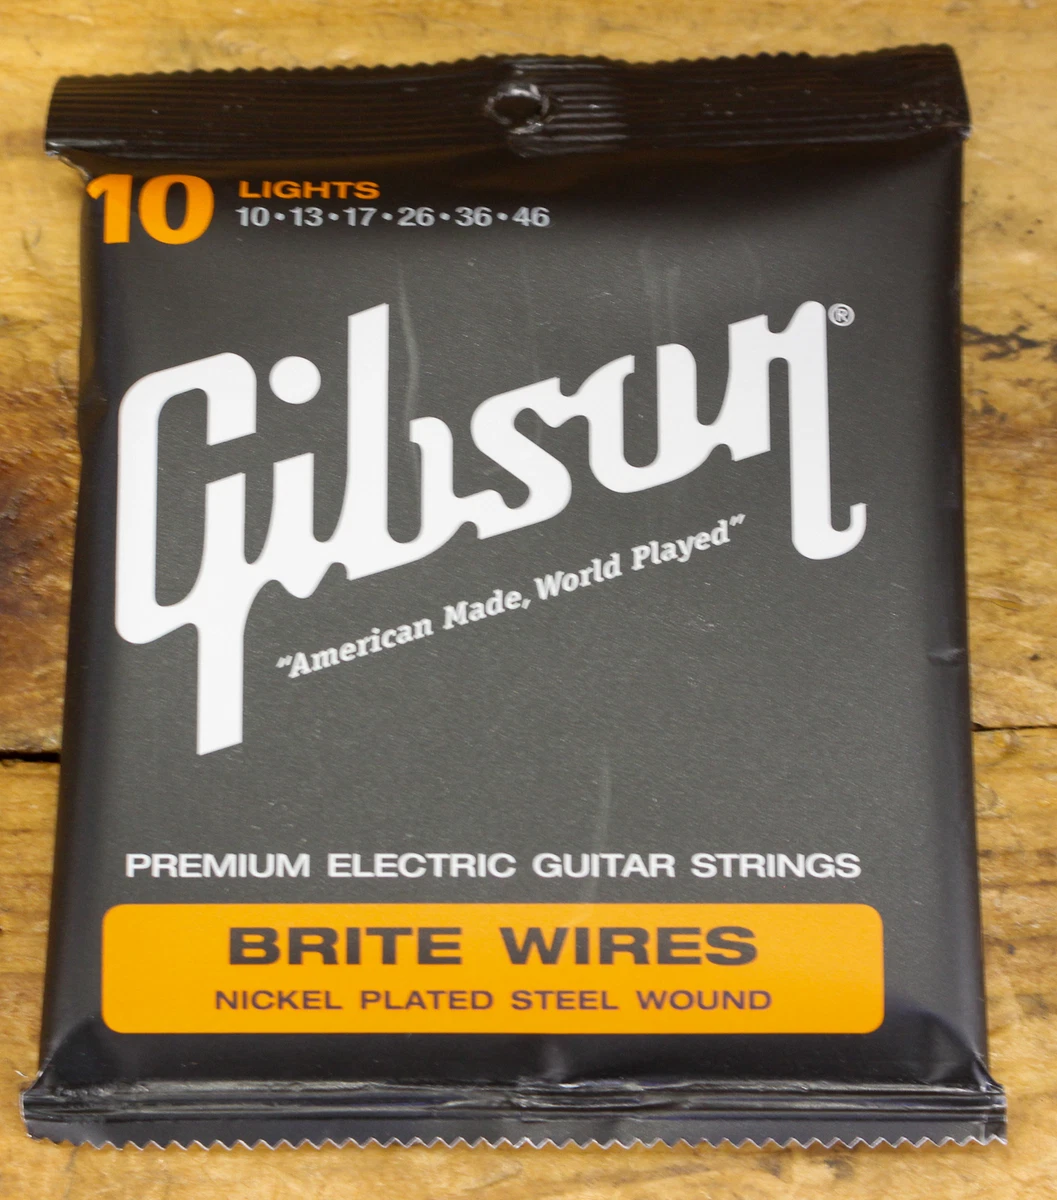 10 LIGHTS
10•13•17•26•36•46
Gibson®
"American Made, World Played"
PREMIUM ELECTRIC GUITAR STRINGS
BRITE WIRES
NICKEL PLATED STEEL WOUND